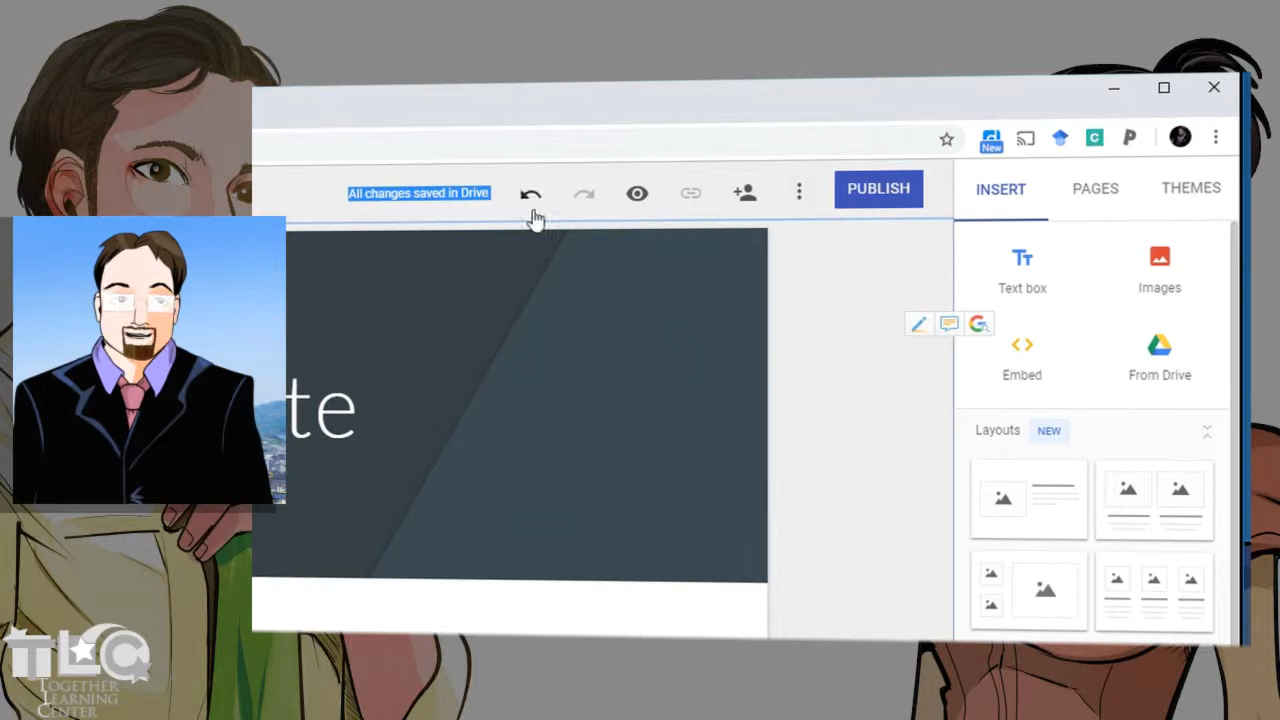 New
All changes saved in Drive
PUBLISH
INSERT
PAGES
THEMES
Tt
Text box
Images
Embed
From Drive
te
Layouts
NEW
TLC
TOGETHER
LEARNING
CENTER